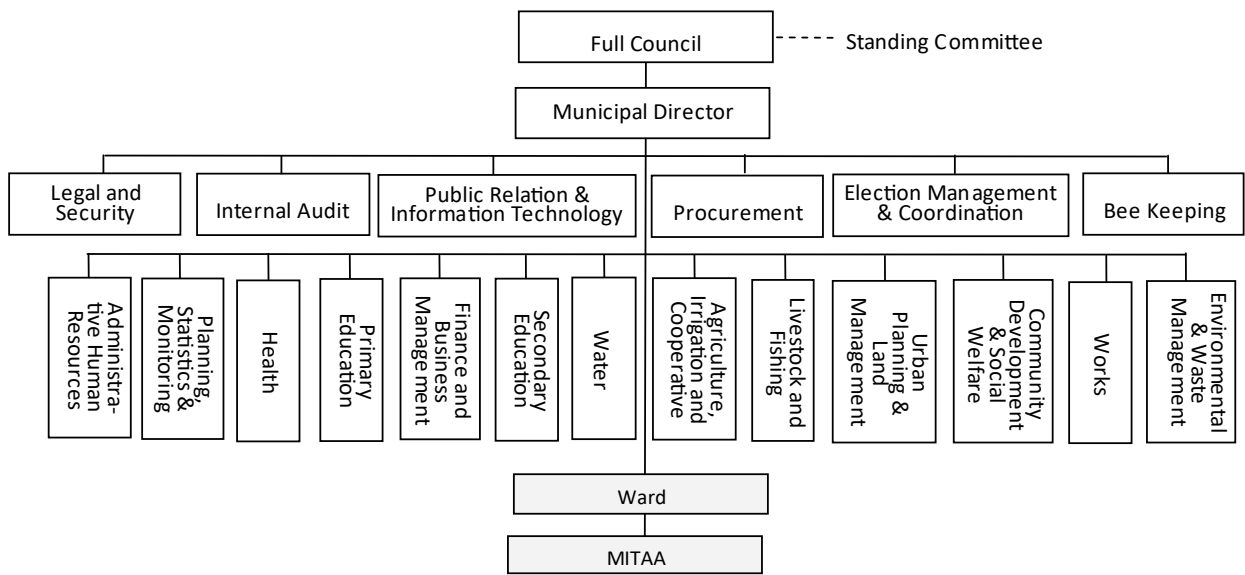 Full Council
Standing Committee
Municipal Director
Legal and
Security
Internal Audit
Public Relation &
Information Technology
Procurement
Election Management
& Coordination
Bee Keeping
Administra-
tive Human
Resources
Planning,
Statistics &
Monitoring
Health
Primary
Education
Finance and
Business
Management
Secondary
Education
Water
Agriculture,
Irrigation and
Cooperative
Livestock and
Fishing
Urban
Planning &
Land
Management
Community
Development
& Social
Welfare
Works
Environmental
& Waste
Management
Ward
MITAA